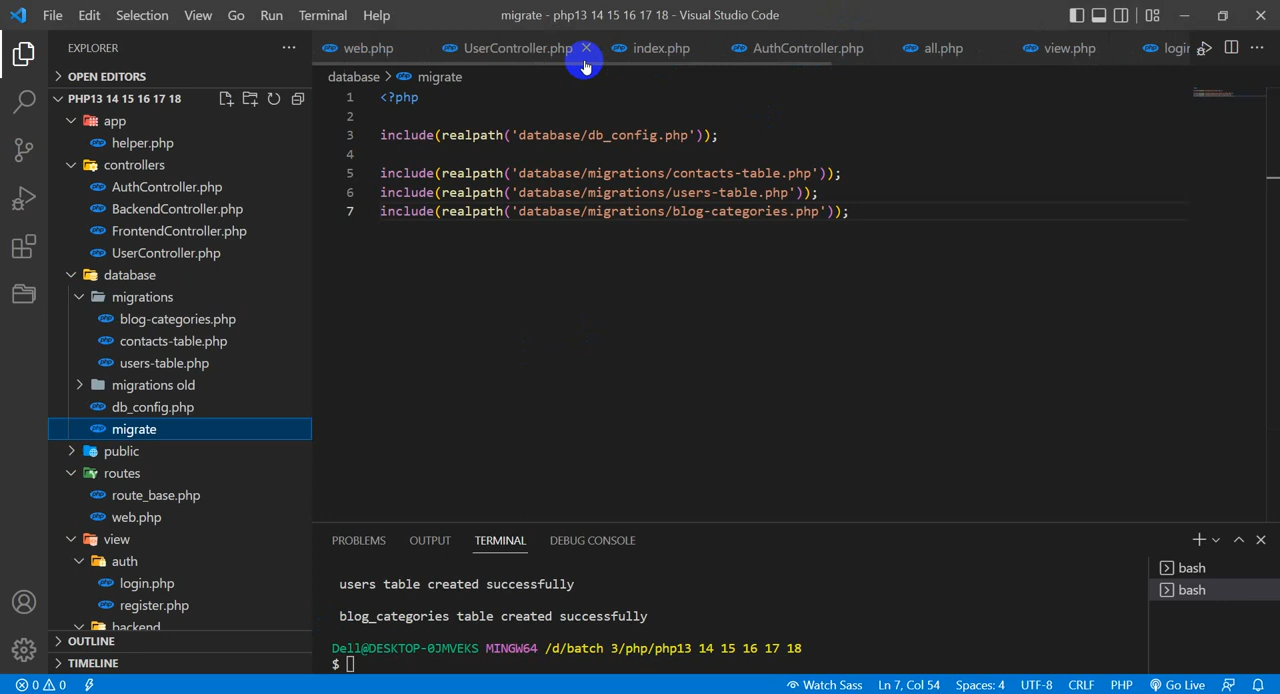 File Edit Selection View Go Run Terminal Help
migrate - php13 14 15 16 17 18 - Visual Studio Code
EXPLORER
OPEN EDITORS
PHP13 14 15 16 17 18
app
helper.php
controllers
AuthController.php
BackendController.php
FrontendController.php
UserController.php
database
migrations
blog-categories.php
contacts-table.php
users-table.php
migrations old
db_config.php
migrate
public
routes
route_base.php
web.php
view
auth
login.php
register.php
backend
OUTLINE
TIMELINE
web.php UserController.php index.php AuthController.php all.php view.php login
database > migrate
1 <?php
2
3 include(realpath('database/db_config.php'));
4
5 include(realpath('database/migrations/contacts-table.php'));
6 include(realpath('database/migrations/users-table.php'));
7 include(realpath('database/migrations/blog-categories.php'));
PROBLEMS OUTPUT TERMINAL DEBUG CONSOLE
users table created successfully
blog_categories table created successfully
Dell@DESKTOP-0JMVEKS MINGW64 /d/batch 3/php/php13 14 15 16 17 18
$
bash
bash
0 0 Watch Sass Ln 7, Col 54 Spaces: 4 UTF-8 CRLF PHP Go Live